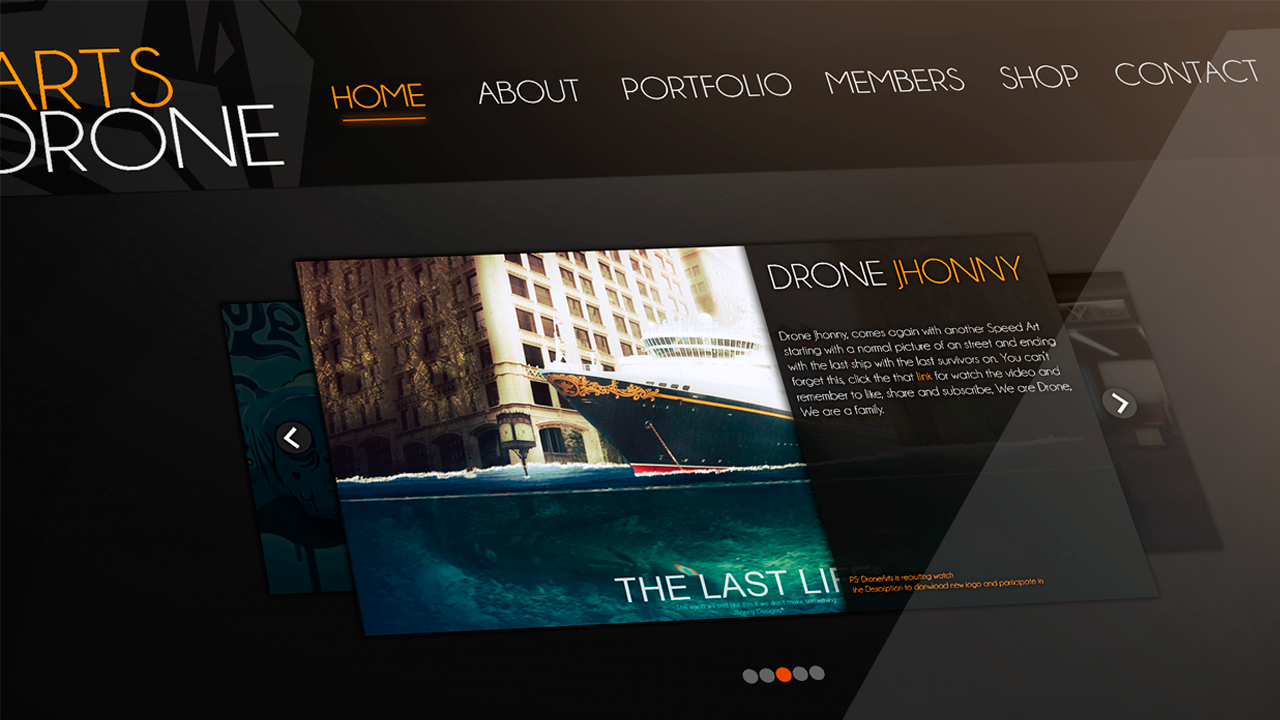 ARTS
DRONE
HOME
ABOUT
PORTFOLIO
MEMBERS
SHOP
CONTACT
DRONE JHONNY
Drone Jhonny, comes again with another Speed Art
starting with a normal picture of an street and ending
with the last ship with the last survivors on. You can't
forget this, click the that link for watch the video and
remember to like, share and subscribe, We are Drone,
We are a family.
THE LAST LIF
Jhonny Designs
PS: DroneArts is recruiting watch
the Description to donwload new logo and participate in